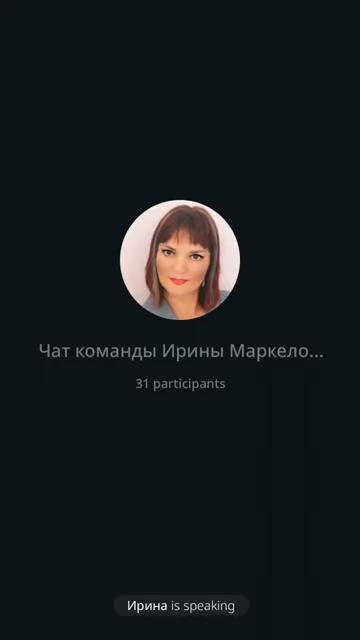 Чат команды Ирины Маркело...
31 participants
Ирина is speaking